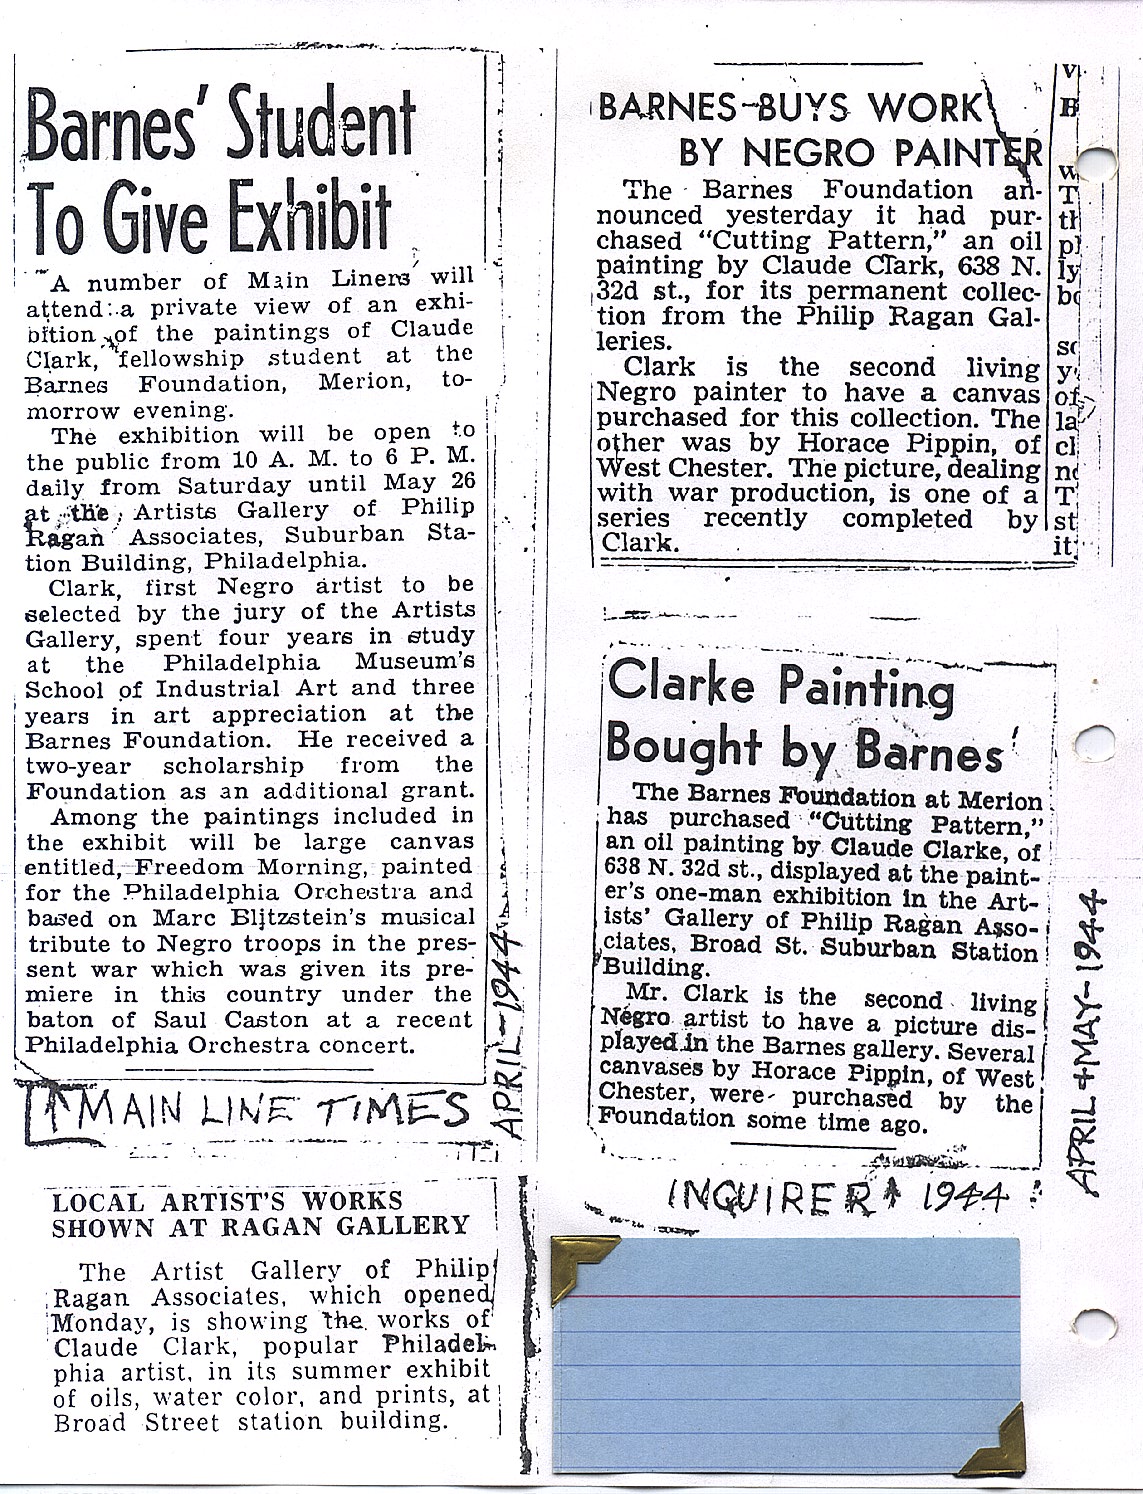 Barnes' Student
To Give Exhibit
A number of Main Liners will
attend a private view of an exhi-
bition of the paintings of Claude
Clark, fellowship student at the
Barnes Foundation, Merion, to-
morrow evening.
The exhibition will be open to
the public from 10 A. M. to 6 P. M.
daily from Saturday until May 26
at the Artists Gallery of Philip
Ragan Associates, Suburban Sta-
tion Building, Philadelphia.
Clark, first Negro artist to be
selected by the jury of the Artists
Gallery, spent four years in study
at the Philadelphia Museum's
School of Industrial Art and three
years in art appreciation at the
Barnes Foundation. He received a
two-year scholarship from the
Foundation as an additional grant.
Among the paintings included in
the exhibit will be large canvas
entitled, Freedom Morning, painted
for the Philadelphia Orchestra and
based on Marc Blitzstein's musical
tribute to Negro troops in the pres-
sent war which was given its pre-
miere in this country under the
baton of Saul Caston at a recent
Philadelphia Orchestra concert.
MAIN LINE TIMES
APRIL-1944
LOCAL ARTIST'S WORKS
SHOWN AT RAGAN GALLERY
The Artist Gallery of Philip
Ragan Associates, which opened
Monday, is showing the works of
Claude Clark, popular Philadel-
phia artist, in its summer exhibit
of oils, water color, and prints, at
Broad Street station building.
BARNES BUYS WORK
BY NEGRO PAINTER
The Barnes Foundation an-
nounced yesterday it had pur-
chased "Cutting Pattern," an oil
painting by Claude Clark, 638 N.
32d st., for its permanent collec-
tion from the Philip Ragan Gal-
leries.
Clark is the second living
Negro painter to have a canvas
purchased for this collection. The
other was by Horace Pippin, of
West Chester. The picture, dealing
with war production, is one of a
series recently completed by
Clark.
Clarke Painting
Bought by Barnes
The Barnes Foundation at Merion
has purchased "Cutting Pattern,"
an oil painting by Claude Clarke, of
638 N. 32d st., displayed at the paint-
er's one-man exhibition in the Art-
ists' Gallery of Philip Ragan Asso-
ciates, Broad St. Suburban Station
Building.
Mr. Clark is the second living
Negro artist to have a picture dis-
played in the Barnes gallery. Several
canvases by Horace Pippin, of West
Chester, were purchased by the
Foundation some time ago.
INQUIRER 1944
APRIL + MAY-1944